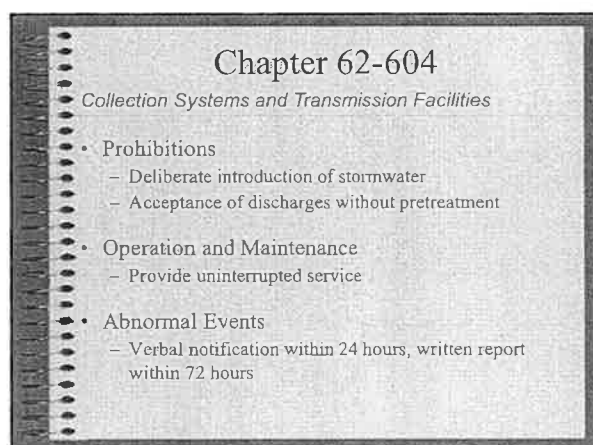 Chapter 62-604
Collection Systems and Transmission Facilities
• Prohibitions
– Deliberate introduction of stormwater
– Acceptance of discharges without pretreatment
• Operation and Maintenance
– Provide uninterrupted service
• Abnormal Events
– Verbal notification within 24 hours, written report
within 72 hours